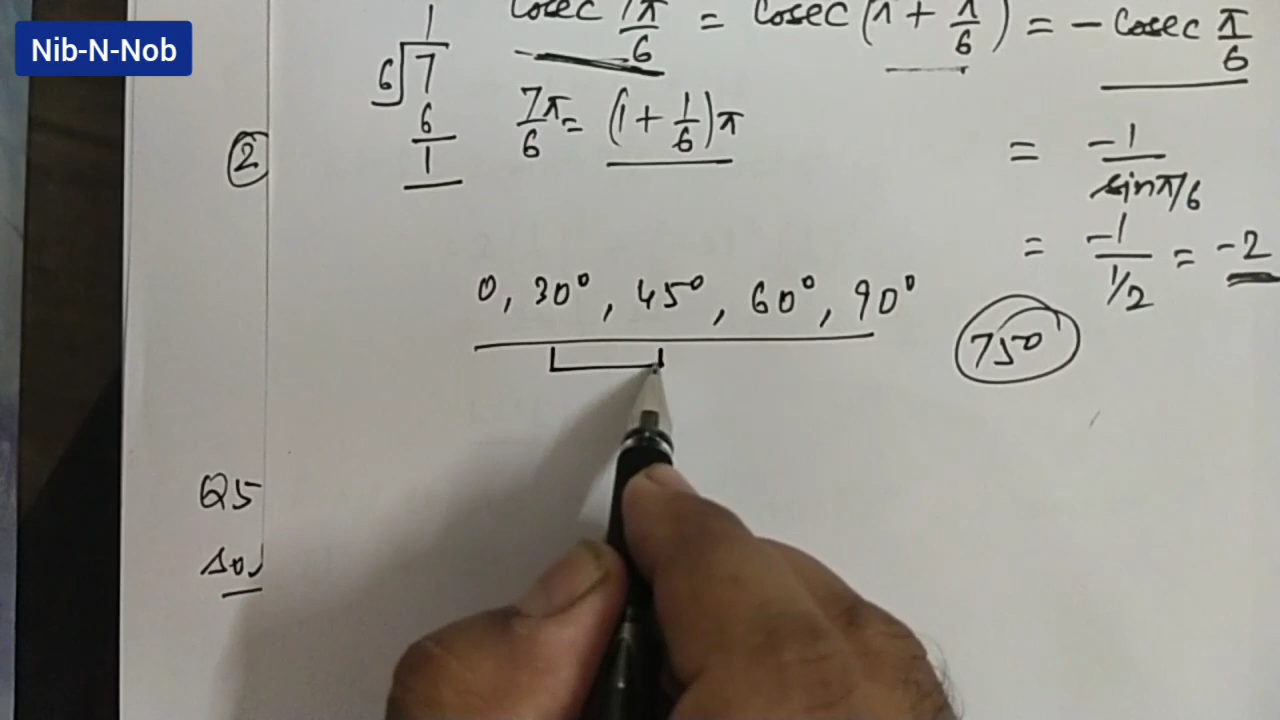 Nib-N-Nob
cosec 7π/6 = cosec (π + π/6) = - cosec π/6
1
6)7
6
1
7π/6 = (1 + 1/6)π
= -1/sinπ/6
②
= -1/1/2 = -2
0, 30°, 45°, 60°, 90°
75°
Q5
Sol